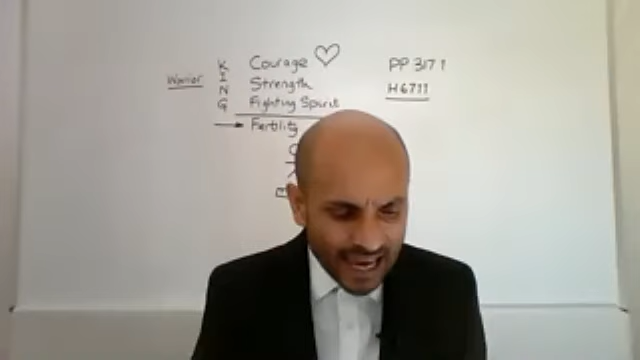 K Courage ♡ PP 3171
Warrior I Strength H6711
N Fighting Spirit
G
→ Fertility